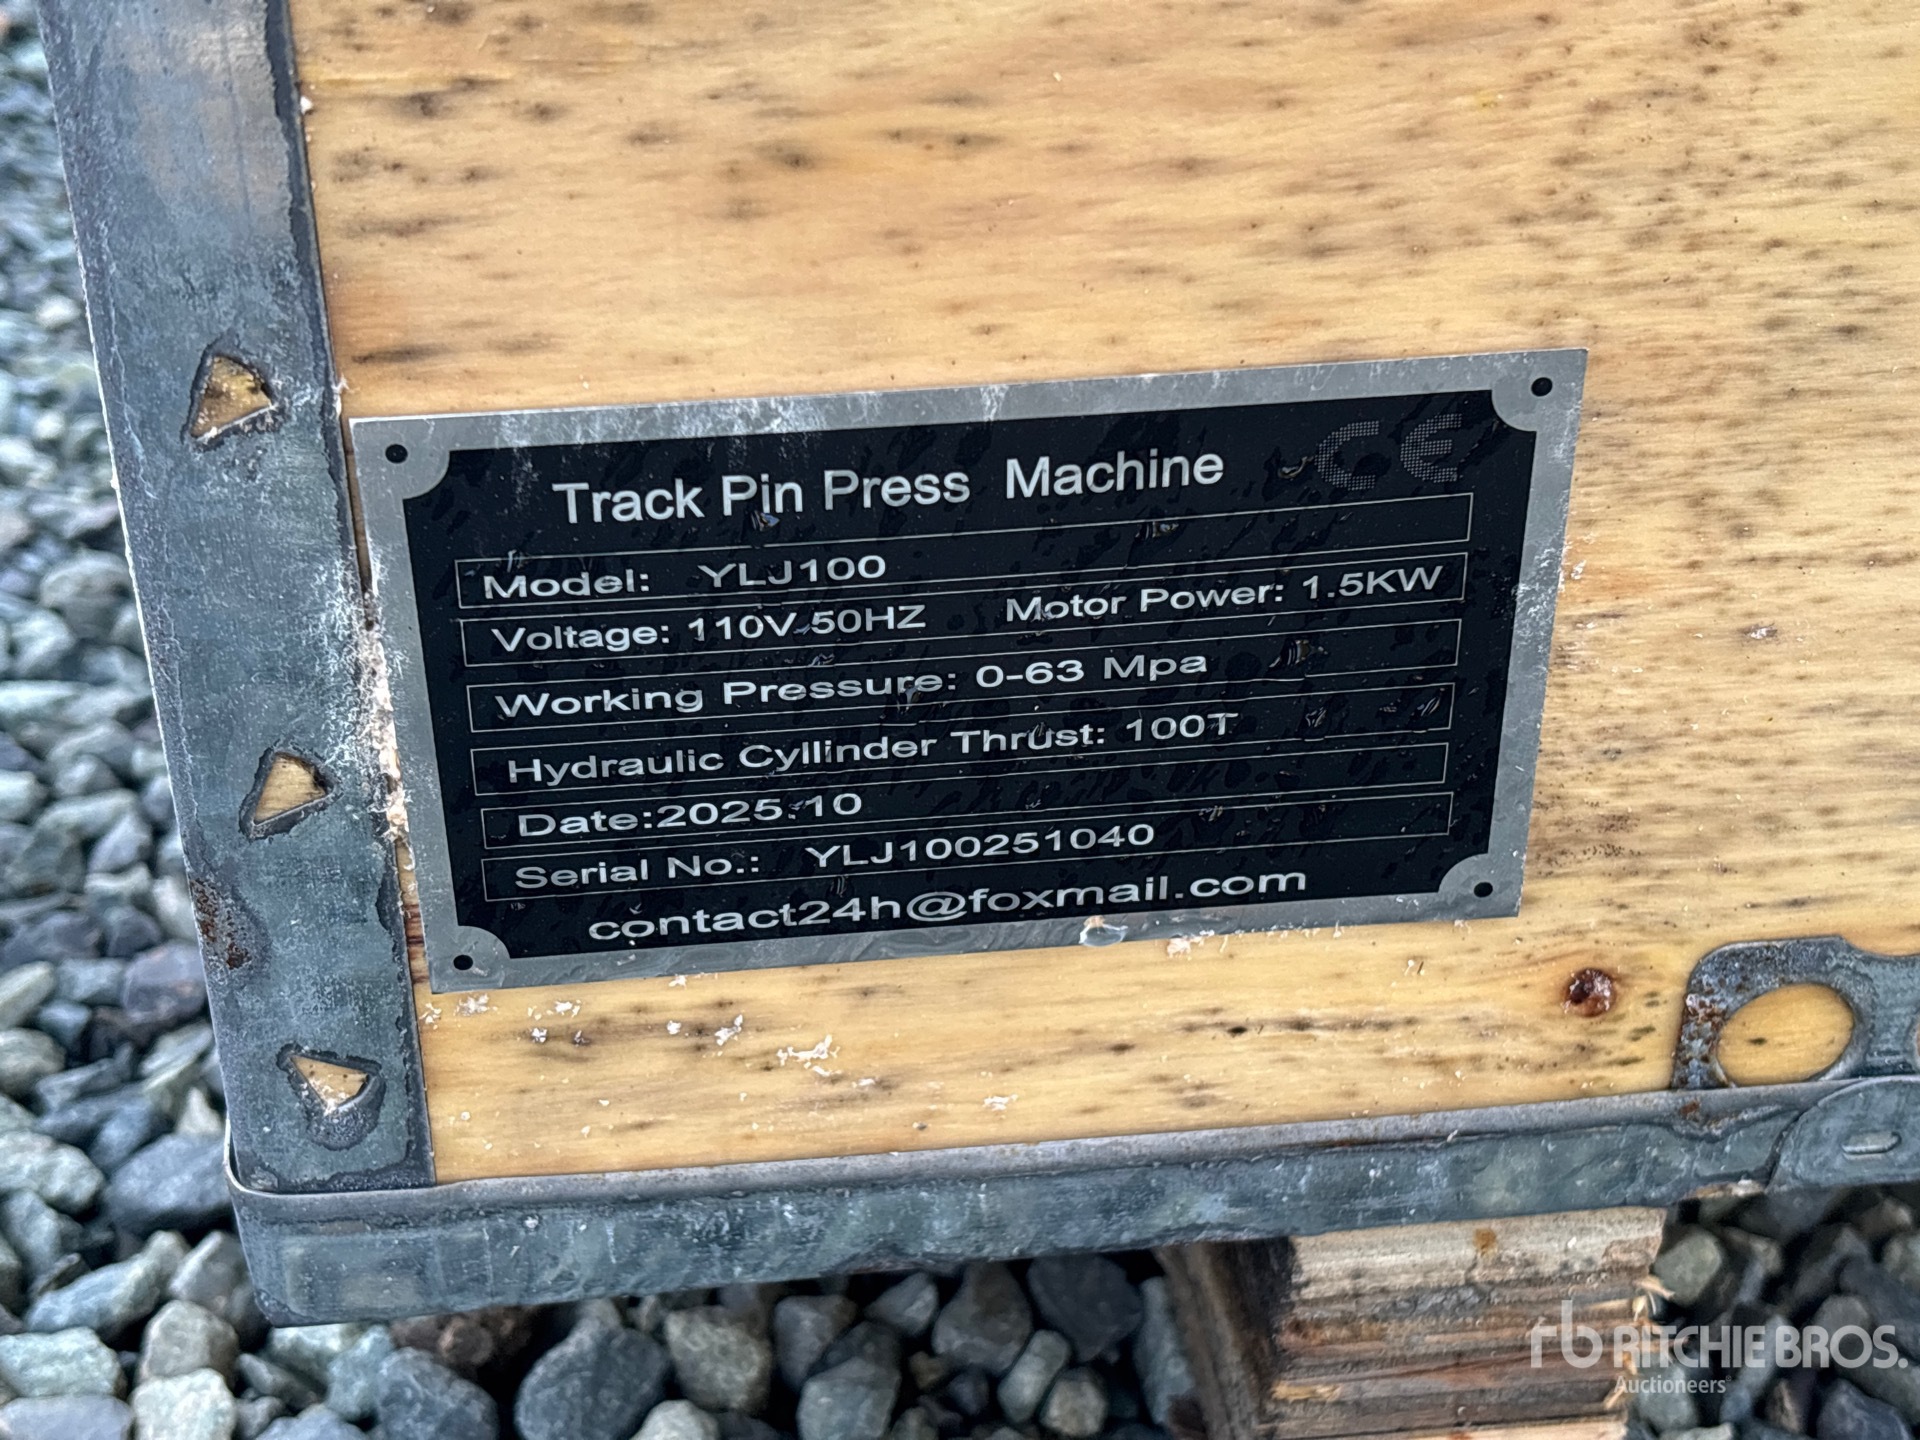 Track Pin Press Machine CE
Model: YLJ100
Voltage: 110V 50HZ Motor Power: 1.5KW
Working Pressure: 0-63 Mpa
Hydraulic Cyllinder Thrust: 100T
Date:2025.10
Serial No.: YLJ100251040
contact24h@foxmail.com
rb RITCHIE BROS.
Auctioneers